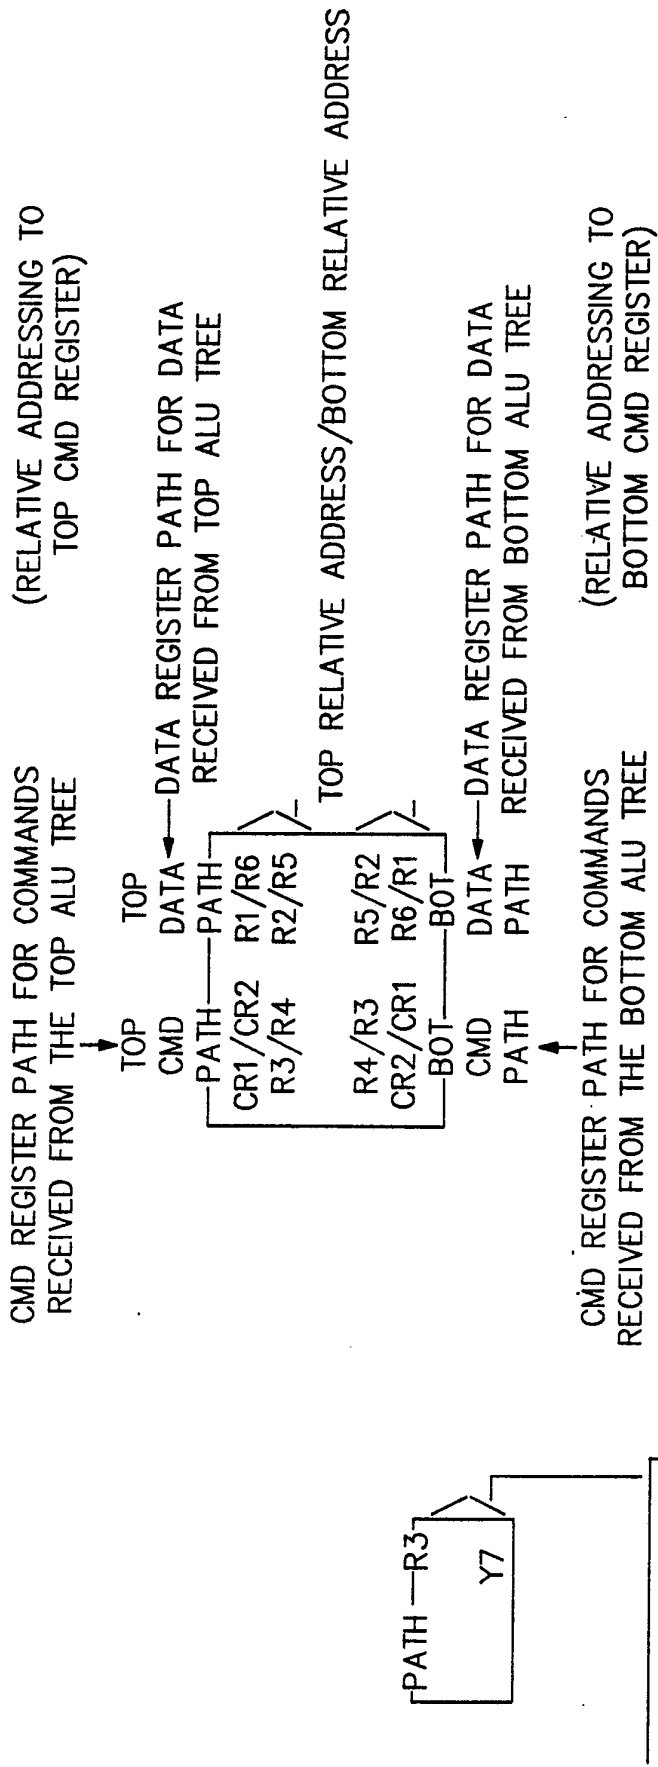 CMD REGISTER PATH FOR COMMANDS
RECEIVED FROM THE TOP ALU TREE
(RELATIVE ADDRESSING TO
TOP CMD REGISTER)
TOP
CMD
PATH
TOP
DATA
PATH
DATA REGISTER PATH FOR DATA
RECEIVED FROM TOP ALU TREE
CR1/CR2 R1/R6
R3/R4 R2/R5
TOP RELATIVE ADDRESS/BOTTOM RELATIVE ADDRESS
R4/R3 R5/R2
CR2/CR1 R6/R1
BOT
CMD
PATH
BOT
DATA
PATH
DATA REGISTER PATH FOR DATA
RECEIVED FROM BOTTOM ALU TREE
CMD REGISTER PATH FOR COMMANDS
RECEIVED FROM THE BOTTOM ALU TREE
(RELATIVE ADDRESSING TO
BOTTOM CMD REGISTER)
PATH R3
Y7